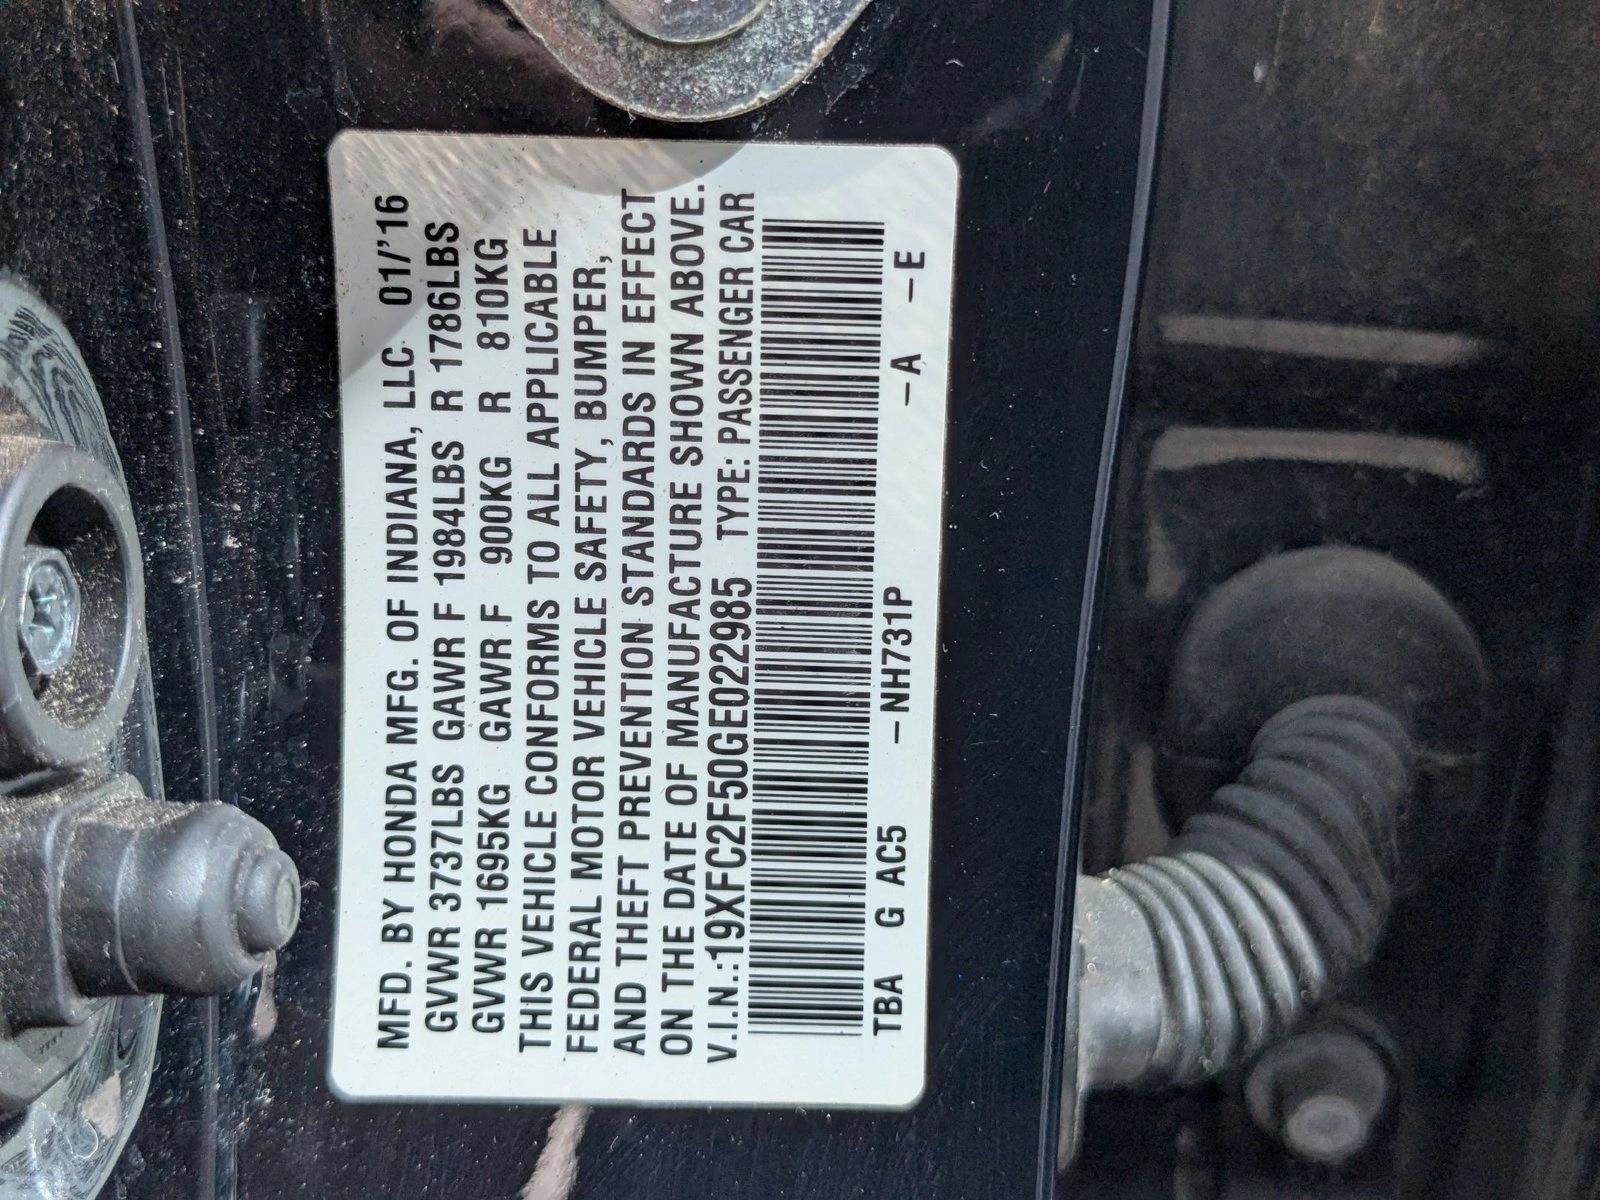 MFD. BY HONDA MFG. OF INDIANA, LLC 01/'16
GVWR 3737LBS GAWR F 1984LBS R 1786LBS
GVWR 1695KG GAWR F 900KG R 810KG
THIS VEHICLE CONFORMS TO ALL APPLICABLE
FEDERAL MOTOR VEHICLE SAFETY, BUMPER,
AND THEFT PREVENTION STANDARDS IN EFFECT
ON THE DATE OF MANUFACTURE SHOWN ABOVE.
V.I.N.:19XFC2F50GE022985 TYPE: PASSENGER CAR
TBA G AC5 -NH731P -A -E